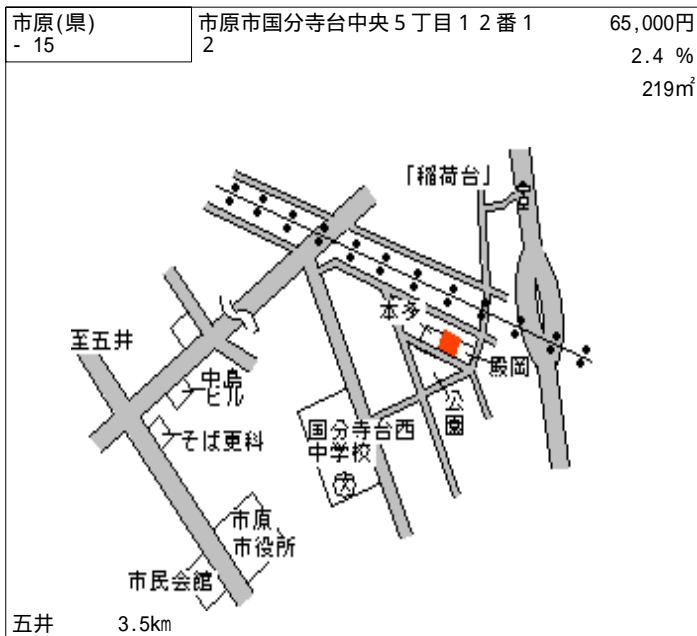 市原(県)
- 15
市原市国分寺台中央５丁目１２番１
２
65,000円
2.4 %
219㎡
「稲荷台」
本多
至五井
殿岡
中島
ビル
公園
そば更科
国分寺台西
中学校
市原
市役所
市民会館
五井 3.5km